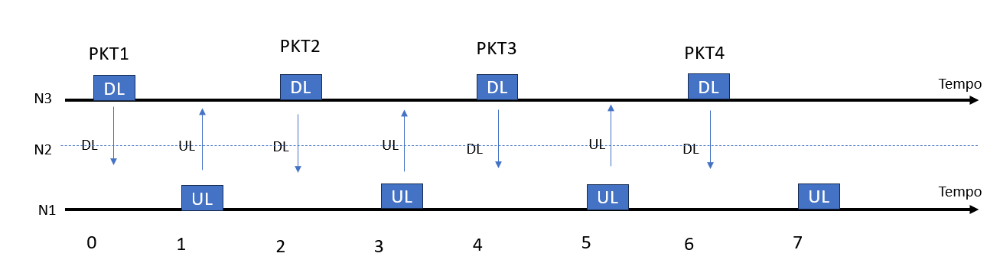 PKT1 PKT2 PKT3 PKT4
DL DL DL DL Tempo
N3
DL UL DL UL DL UL DL
N2
UL UL UL UL Tempo
N1
0 1 2 3 4 5 6 7